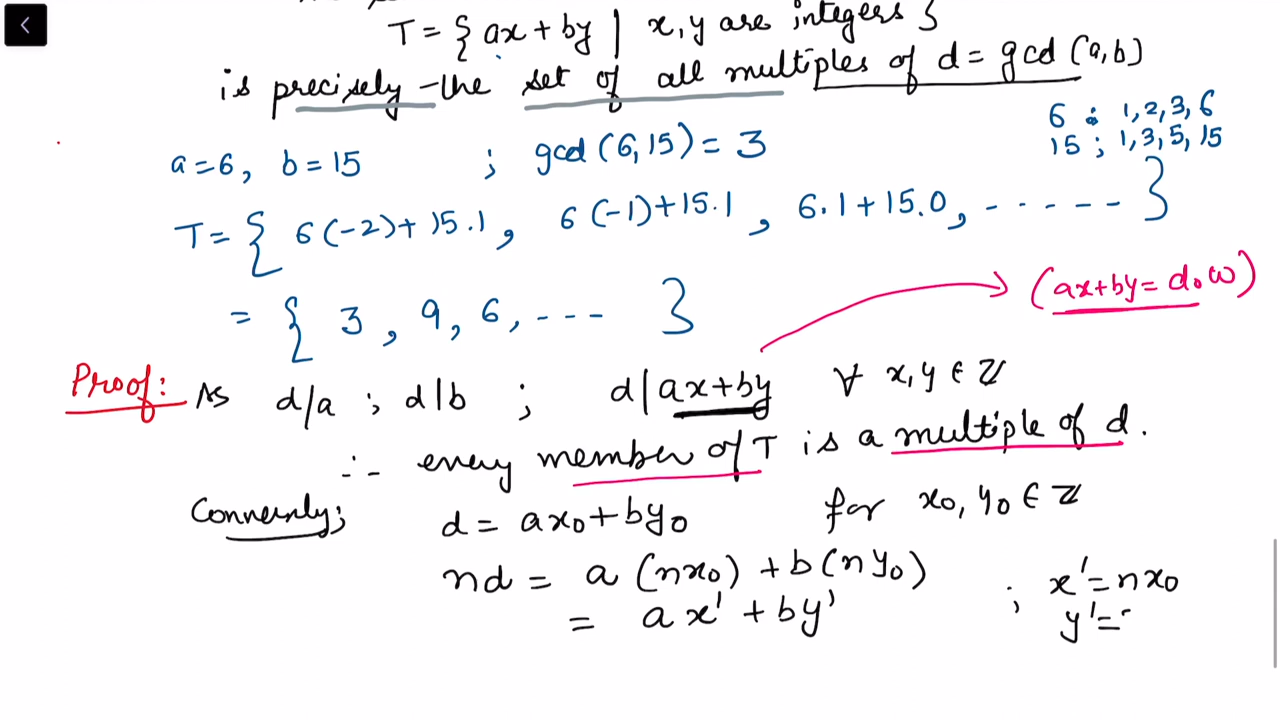 T = { ax + by | x, y are integers }
is precisely the set of all multiples of d = gcd (a, b)
6 : 1, 2, 3, 6
15 ; 1, 3, 5, 15
a = 6, b = 15 ; gcd (6, 15) = 3
T = { 6 (-2) + 15.1, 6 (-1) + 15.1, 6.1 + 15.0, ----- }
= { 3, 9, 6, --- }
(ax + by = d.w)
Proof: As d/a ; d|b ; d | ax + by ∀ x, y ∈ ℤ
∴ every member of T is a multiple of d.
Conversely; d = ax₀ + by₀ for x₀, y₀ ∈ ℤ
nd = a (nx₀) + b (ny₀)
= a x' + by' ; x' = nx₀
y' =